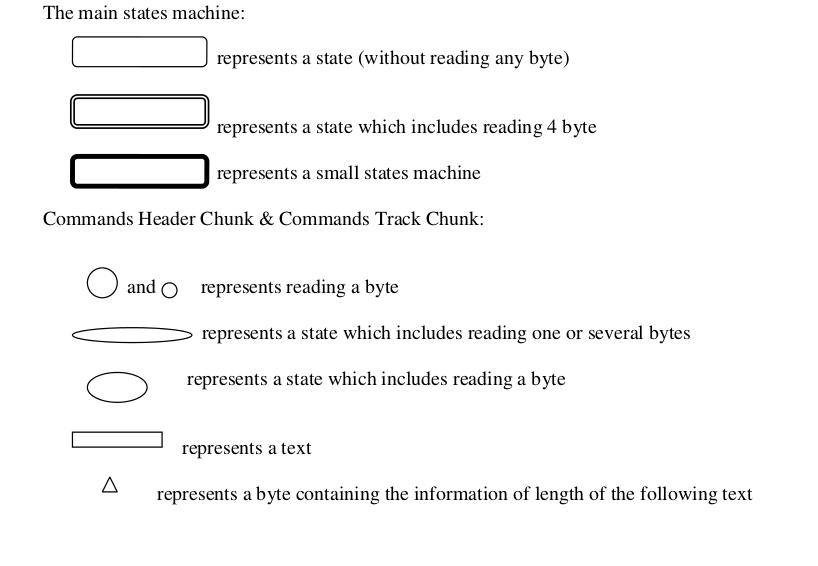 The main states machine:
represents a state (without reading any byte)
represents a state which includes reading 4 byte
represents a small states machine
Commands Header Chunk & Commands Track Chunk:
and represents reading a byte
represents a state which includes reading one or several bytes
represents a state which includes reading a byte
represents a text
represents a byte containing the information of length of the following text